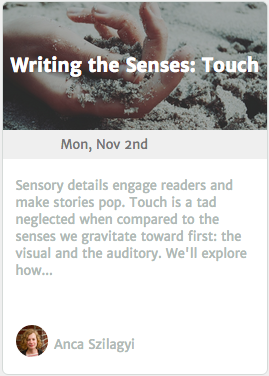 Writing the Senses: Touch
Mon, Nov 2nd
Sensory details engage readers and
make stories pop. Touch is a tad
neglected when compared to the
senses we gravitate toward first: the
visual and the auditory. We'll explore
how...
Anca Szilagyi